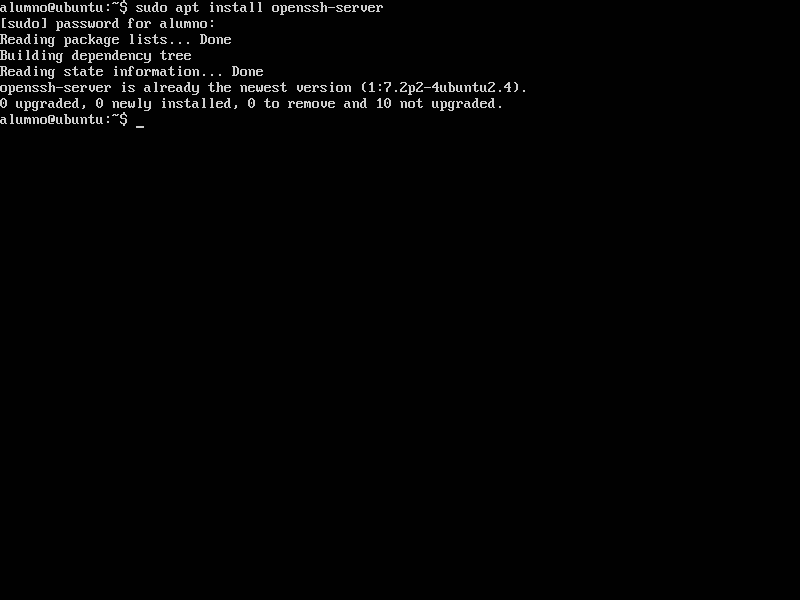 alumno@ubuntu:~$ sudo apt install openssh-server
[sudo] password for alumno:
Reading package lists... Done
Building dependency tree
Reading state information... Done
openssh-server is already the newest version (1:7.2p2-4ubuntu2.4).
0 upgraded, 0 newly installed, 0 to remove and 10 not upgraded.
alumno@ubuntu:~$ _